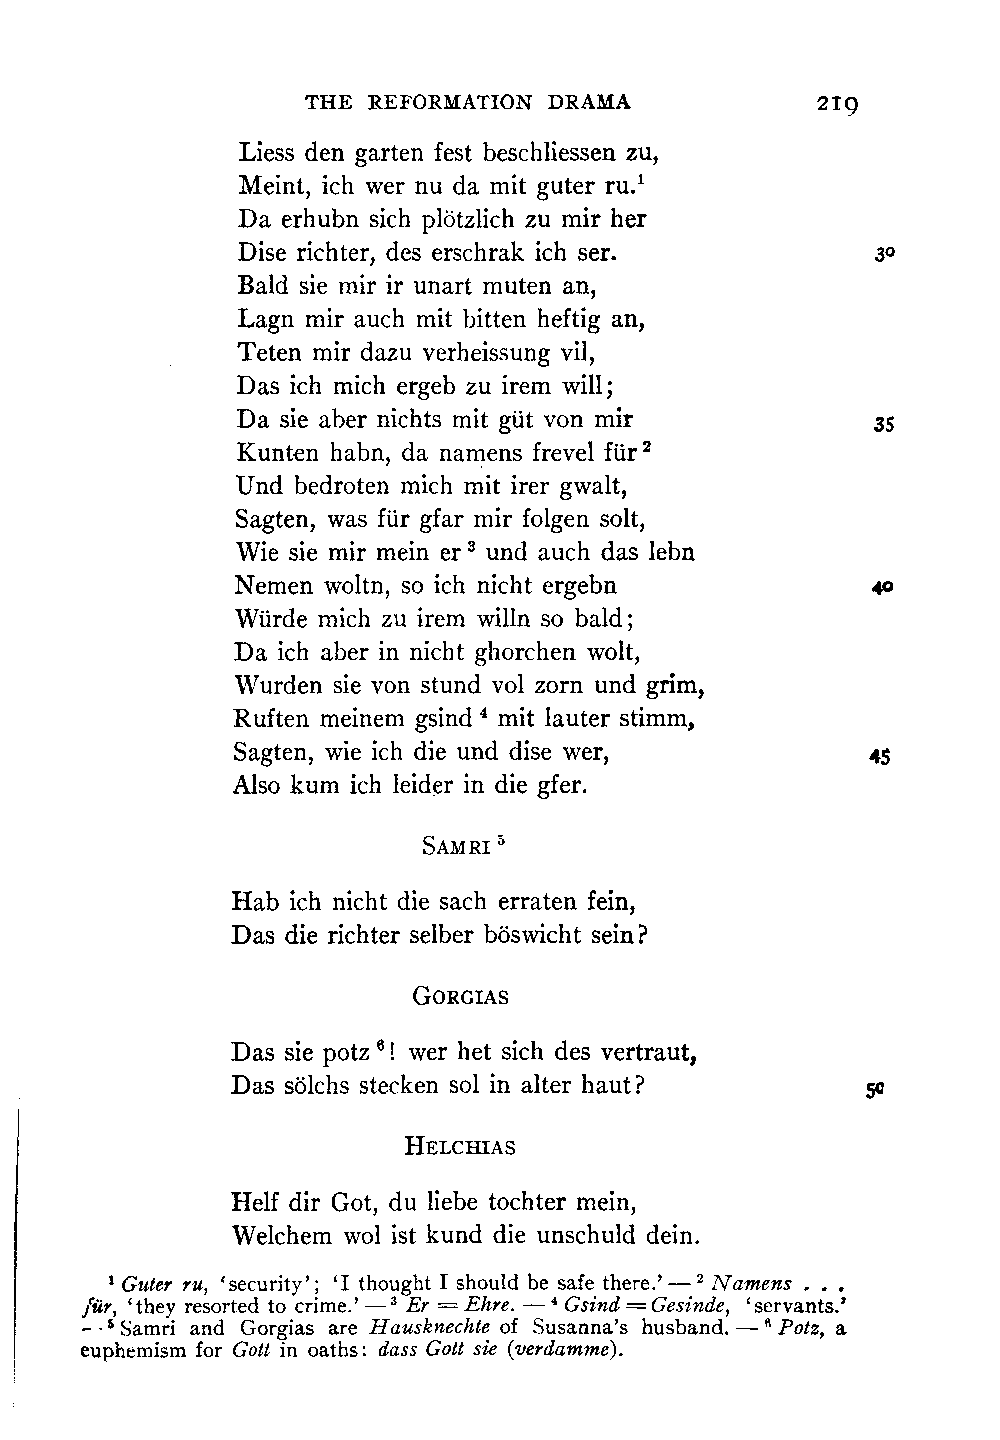 THE REFORMATION DRAMA 219
Liess den garten fest beschliessen zu,
Meint, ich wer nu da mit guter ru.¹
Da erhubn sich plötzlich zu mir her
Dise richter, des erschrak ich ser. 30
Bald sie mir ir unart muten an,
Lagn mir auch mit bitten heftig an,
Teten mir dazu verheissung vil,
Das ich mich ergeb zu irem will;
Da sie aber nichts mit güt von mir 35
Kunten habn, da namens frevel für²
Und bedroten mich mit irer gwalt,
Sagten, was für gfar mir folgen solt,
Wie sie mir mein er³ und auch das lebn
Nemen woltn, so ich nicht ergebn 40
Würde mich zu irem willn so bald;
Da ich aber in nicht ghorchen wolt,
Wurden sie von stund vol zorn und grim,
Ruften meinem gsind⁴ mit lauter stimm,
Sagten, wie ich die und dise wer, 45
Also kum ich leider in die gfer.
SAMRI⁵
Hab ich nicht die sach erraten fein,
Das die richter selber böswicht sein?
GORGIAS
Das sie potz⁶! wer het sich des vertraut,
Das sölchs stecken sol in alter haut? 50
HELCHIAS
Helf dir Got, du liebe tochter mein,
Welchem wol ist kund die unschuld dein.
¹ Guter ru, ‘security’; ‘I thought I should be safe there.’ — ² Namens . . .
für, ‘they resorted to crime.’ — ³ Er = Ehre. — ⁴ Gsind = Gesinde, ‘servants.’
— ⁵ Samri and Gorgias are Hausknechte of Susanna’s husband. — ⁶ Potz, a
euphemism for Gott in oaths: dass Gott sie (verdamme).